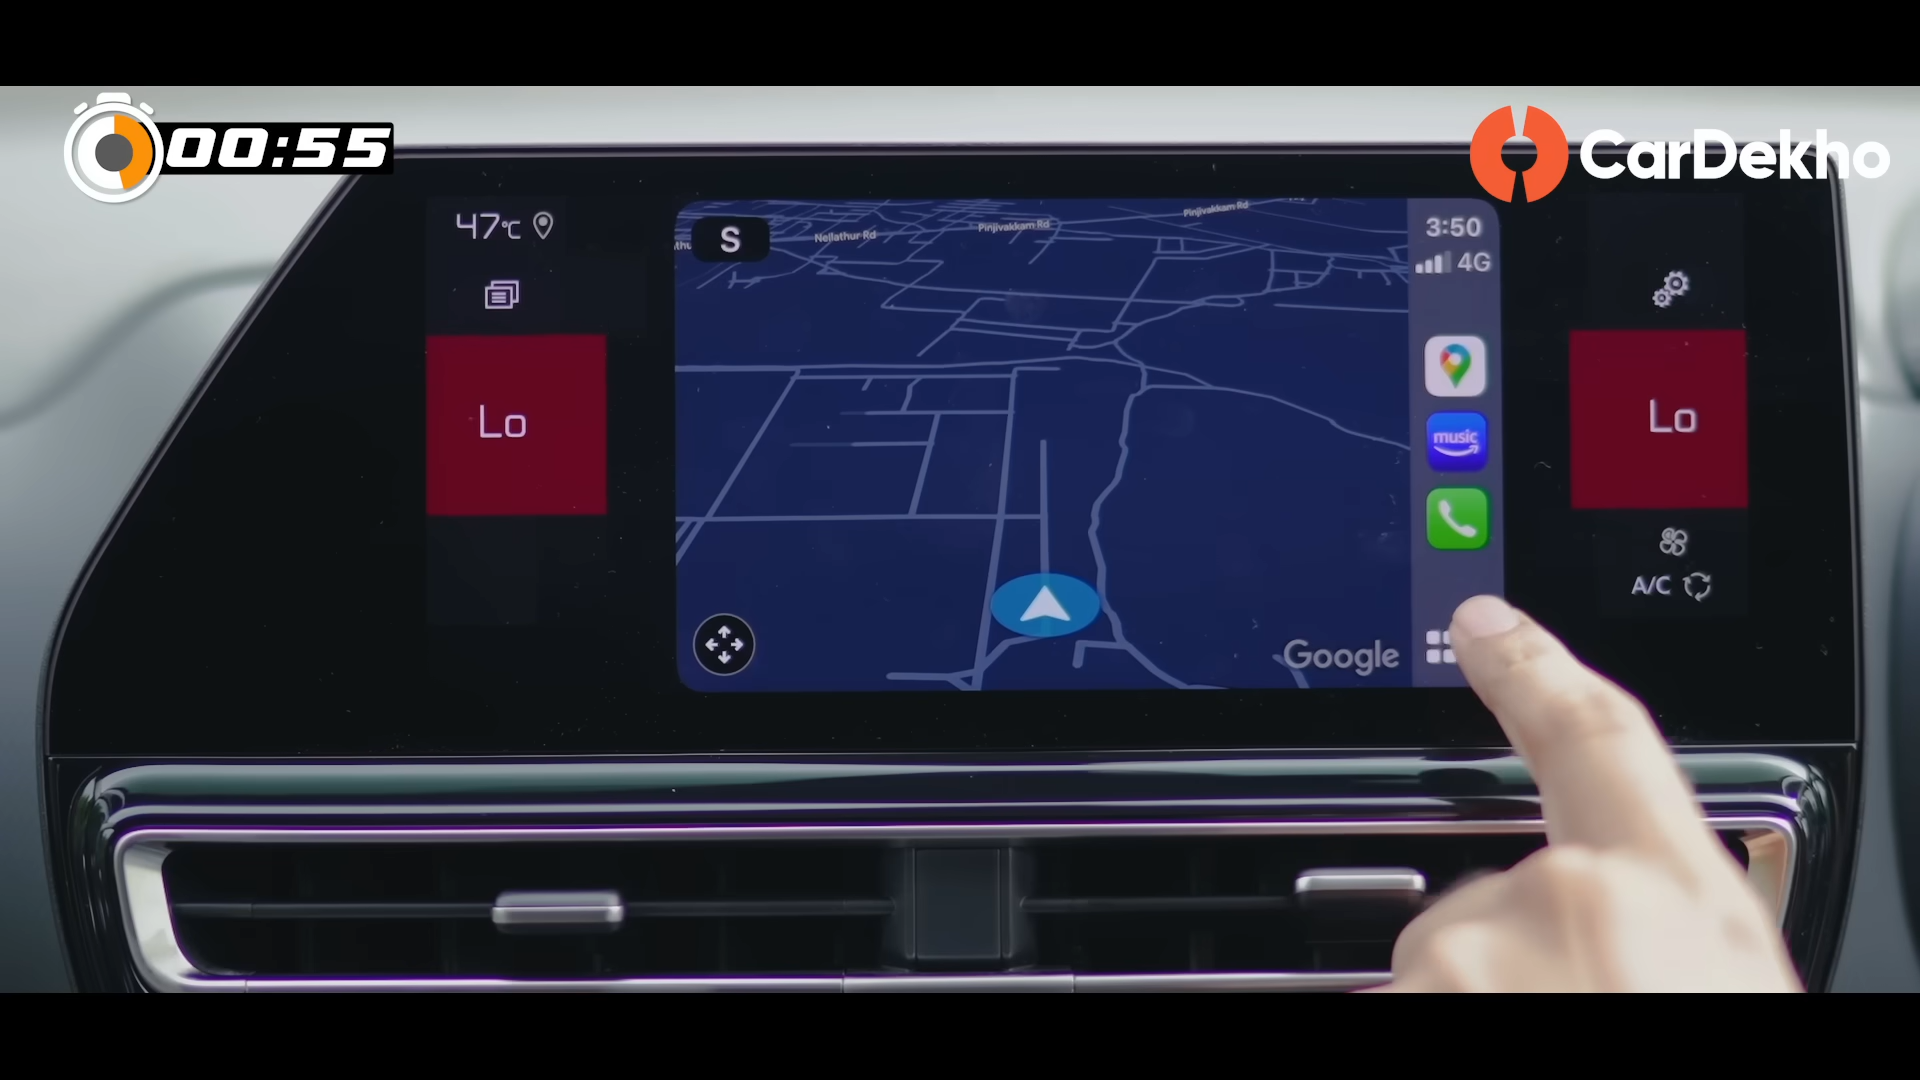 00:55
CarDekho
47°C
S
Nellathur Rd
Pinjivakkam Rd
Pinjivakkam Rd
3:50
4G
Lo
music
Lo
A/C
Google